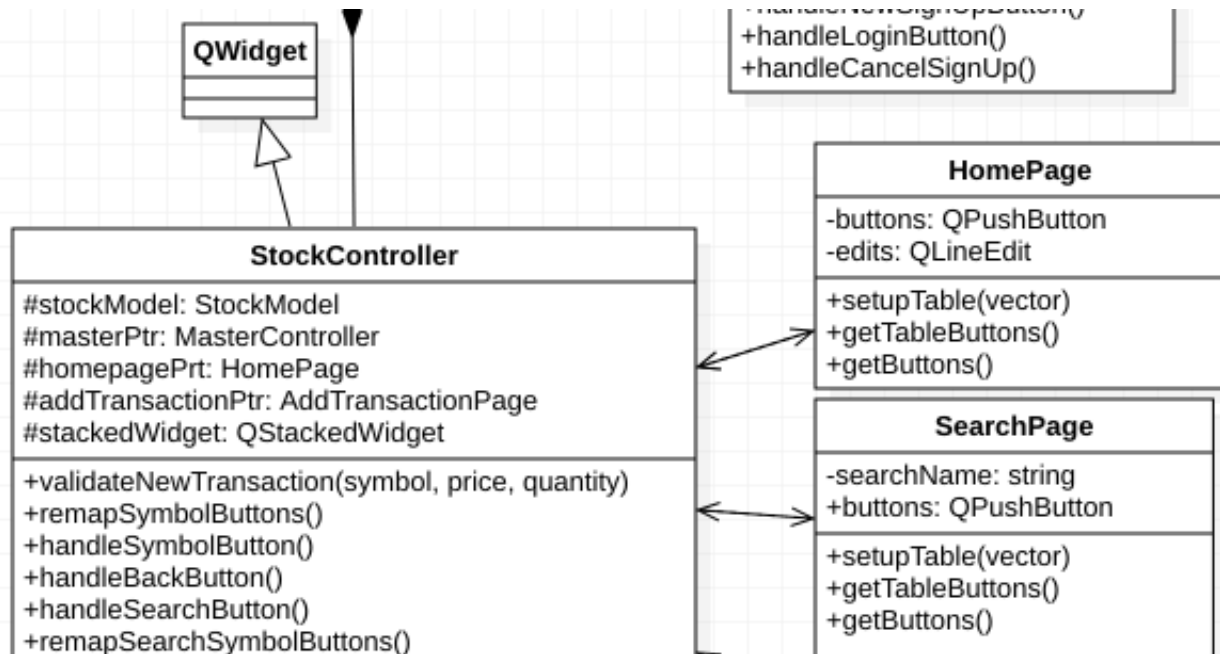 QWidget
+handleNewSignUpButton()
+handleLoginButton()
+handleCancelSignUp()
StockController
#stockModel: StockModel
#masterPtr: MasterController
#homepagePrt: HomePage
#addTransactionPtr: AddTransactionPage
#stackedWidget: QStackedWidget
+validateNewTransaction(symbol, price, quantity)
+remapSymbolButtons()
+handleSymbolButton()
+handleBackButton()
+handleSearchButton()
+remapSearchSymbolButtons()
HomePage
-buttons: QPushButton
-edits: QLineEdit
+setupTable(vector)
+getTableButtons()
+getButtons()
SearchPage
-searchName: string
+buttons: QPushButton
+setupTable(vector)
+getTableButtons()
+getButtons()